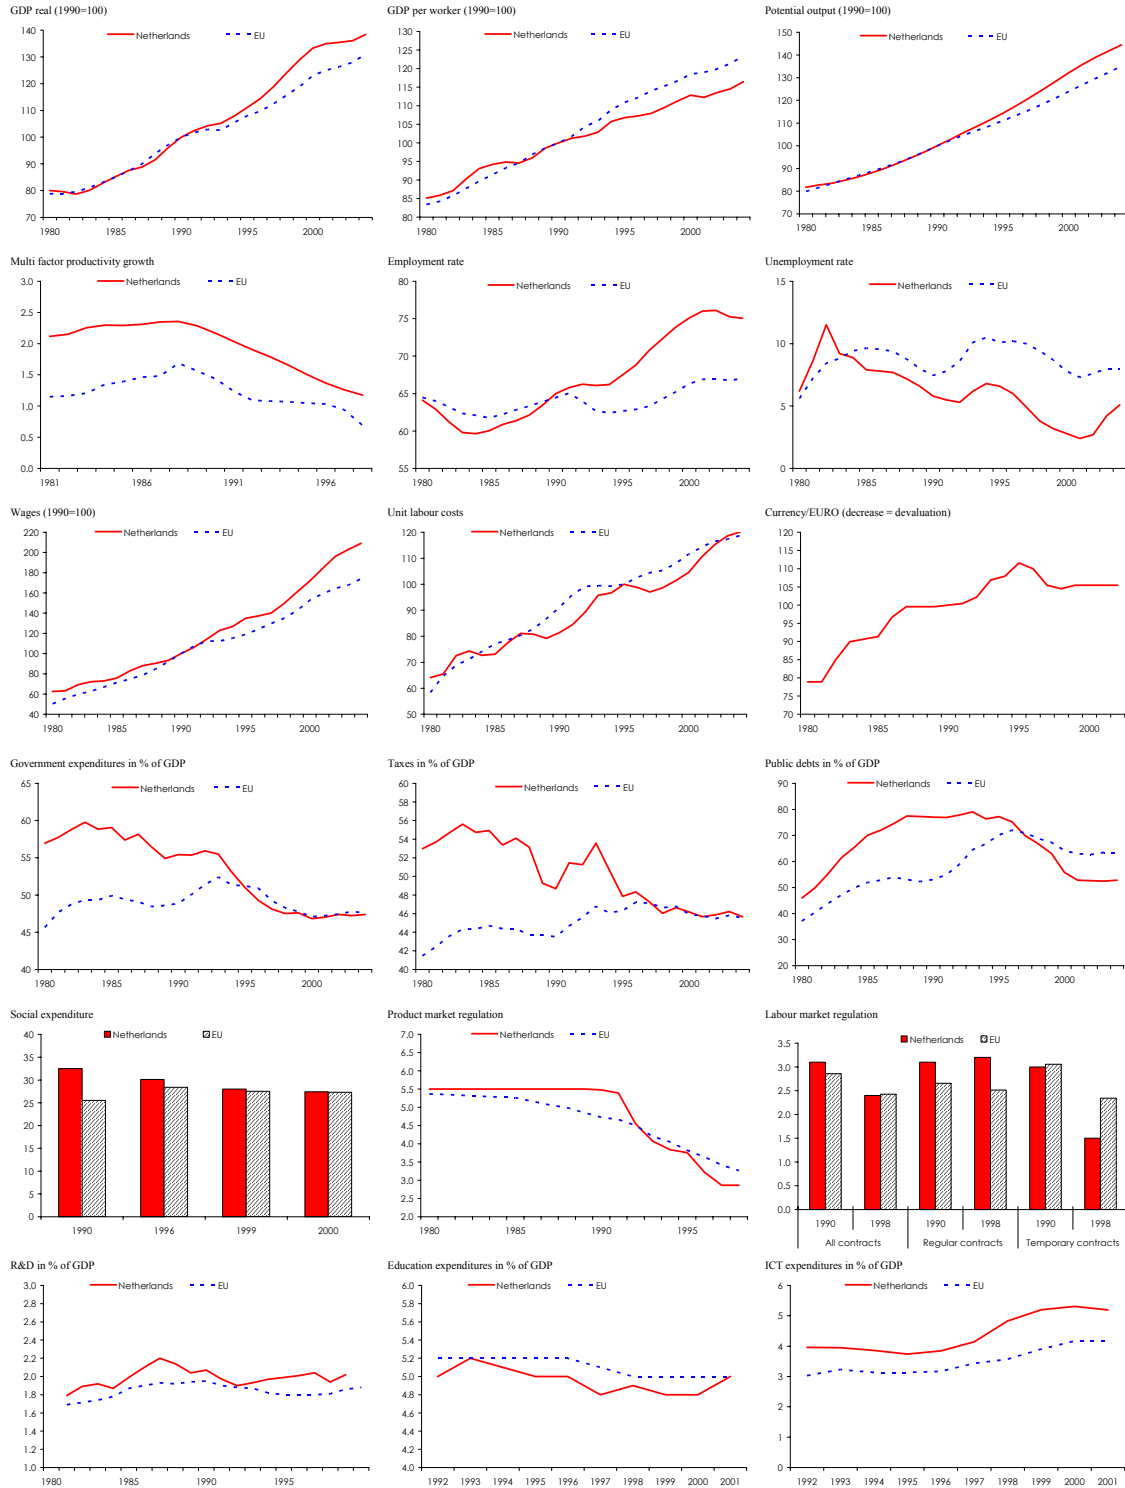 GDP real (1990=100)
Netherlands EU
140
130
120
110
100
90
80
70
1980 1985 1990 1995 2000
GDP per worker (1990=100)
Netherlands EU
130
125
120
115
110
105
100
95
90
85
80
1980 1985 1990 1995 2000
Potential output (1990=100)
Netherlands EU
150
140
130
120
110
100
90
80
70
1980 1985 1990 1995 2000
Multi factor productivity growth
Netherlands EU
3.0
2.5
2.0
1.5
1.0
0.5
0.0
1981 1986 1991 1996
Employment rate
Netherlands EU
80
75
70
65
60
55
1980 1985 1990 1995 2000
Unemployment rate
Netherlands EU
15
10
5
0
1980 1985 1990 1995 2000
Wages (1990=100)
Netherlands EU
220
200
180
160
140
120
100
80
60
40
1980 1985 1990 1995 2000
Unit labour costs
Netherlands EU
120
110
100
90
80
70
60
50
1980 1985 1990 1995 2000
Currency/EURO (decrease = devaluation)
120
115
110
105
100
95
90
85
80
75
70
1980 1985 1990 1995 2000
Government expenditures in % of GDP
Netherlands EU
65
60
55
50
45
40
1980 1985 1990 1995 2000
Taxes in % of GDP
Netherlands EU
60
58
56
54
52
50
48
46
44
42
40
1980 1985 1990 1995 2000
Public debts in % of GDP
Netherlands EU
90
80
70
60
50
40
30
20
1980 1985 1990 1995 2000
Social expenditure
Netherlands EU
40
35
30
25
20
15
10
5
0
1990 1996 1999 2000
Product market regulation
Netherlands EU
7.0
6.5
6.0
5.5
5.0
4.5
4.0
3.5
3.0
2.5
2.0
1980 1985 1990 1995
Labour market regulation
Netherlands EU
3.5
3.0
2.5
2.0
1.5
1.0
0.5
0.0
1990 1998 1990 1998 1990 1998
All contracts Regular contracts Temporary contracts
R&D in % of GDP
Netherlands EU
3.0
2.8
2.6
2.4
2.2
2.0
1.8
1.6
1.4
1.2
1.0
1980 1985 1990 1995
Education expenditures in % of GDP
Netherlands EU
6.0
5.8
5.6
5.4
5.2
5.0
4.8
4.6
4.4
4.2
4.0
1992 1993 1994 1995 1996 1997 1998 1999 2000 2001
ICT expenditures in % of GDP
Netherlands EU
6
5
4
3
2
1
0
1992 1993 1994 1995 1996 1997 1998 1999 2000 2001